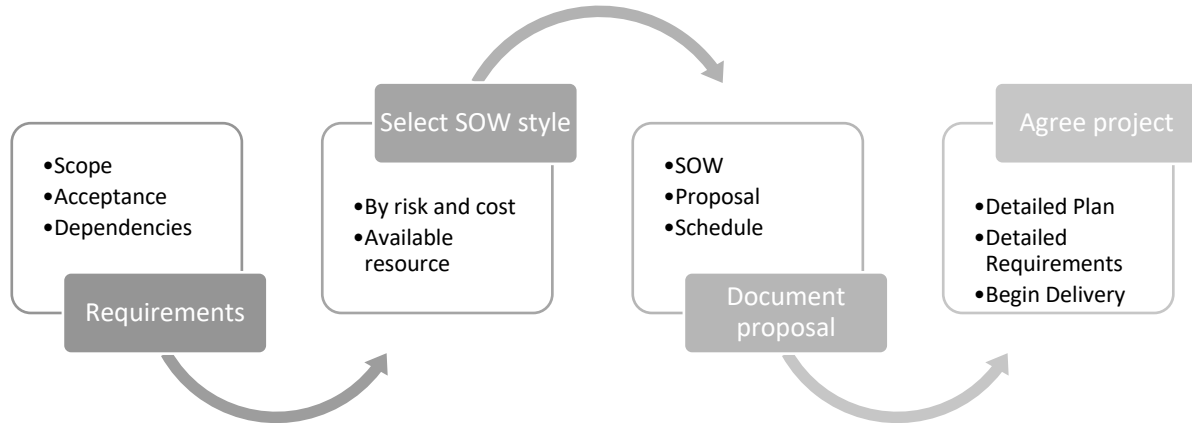 •Scope
•Acceptance
•Dependencies
Requirements
Select SOW style
•By risk and cost
•Available
resource
•SOW
•Proposal
•Schedule
Document
proposal
Agree project
•Detailed Plan
•Detailed
Requirements
•Begin Delivery